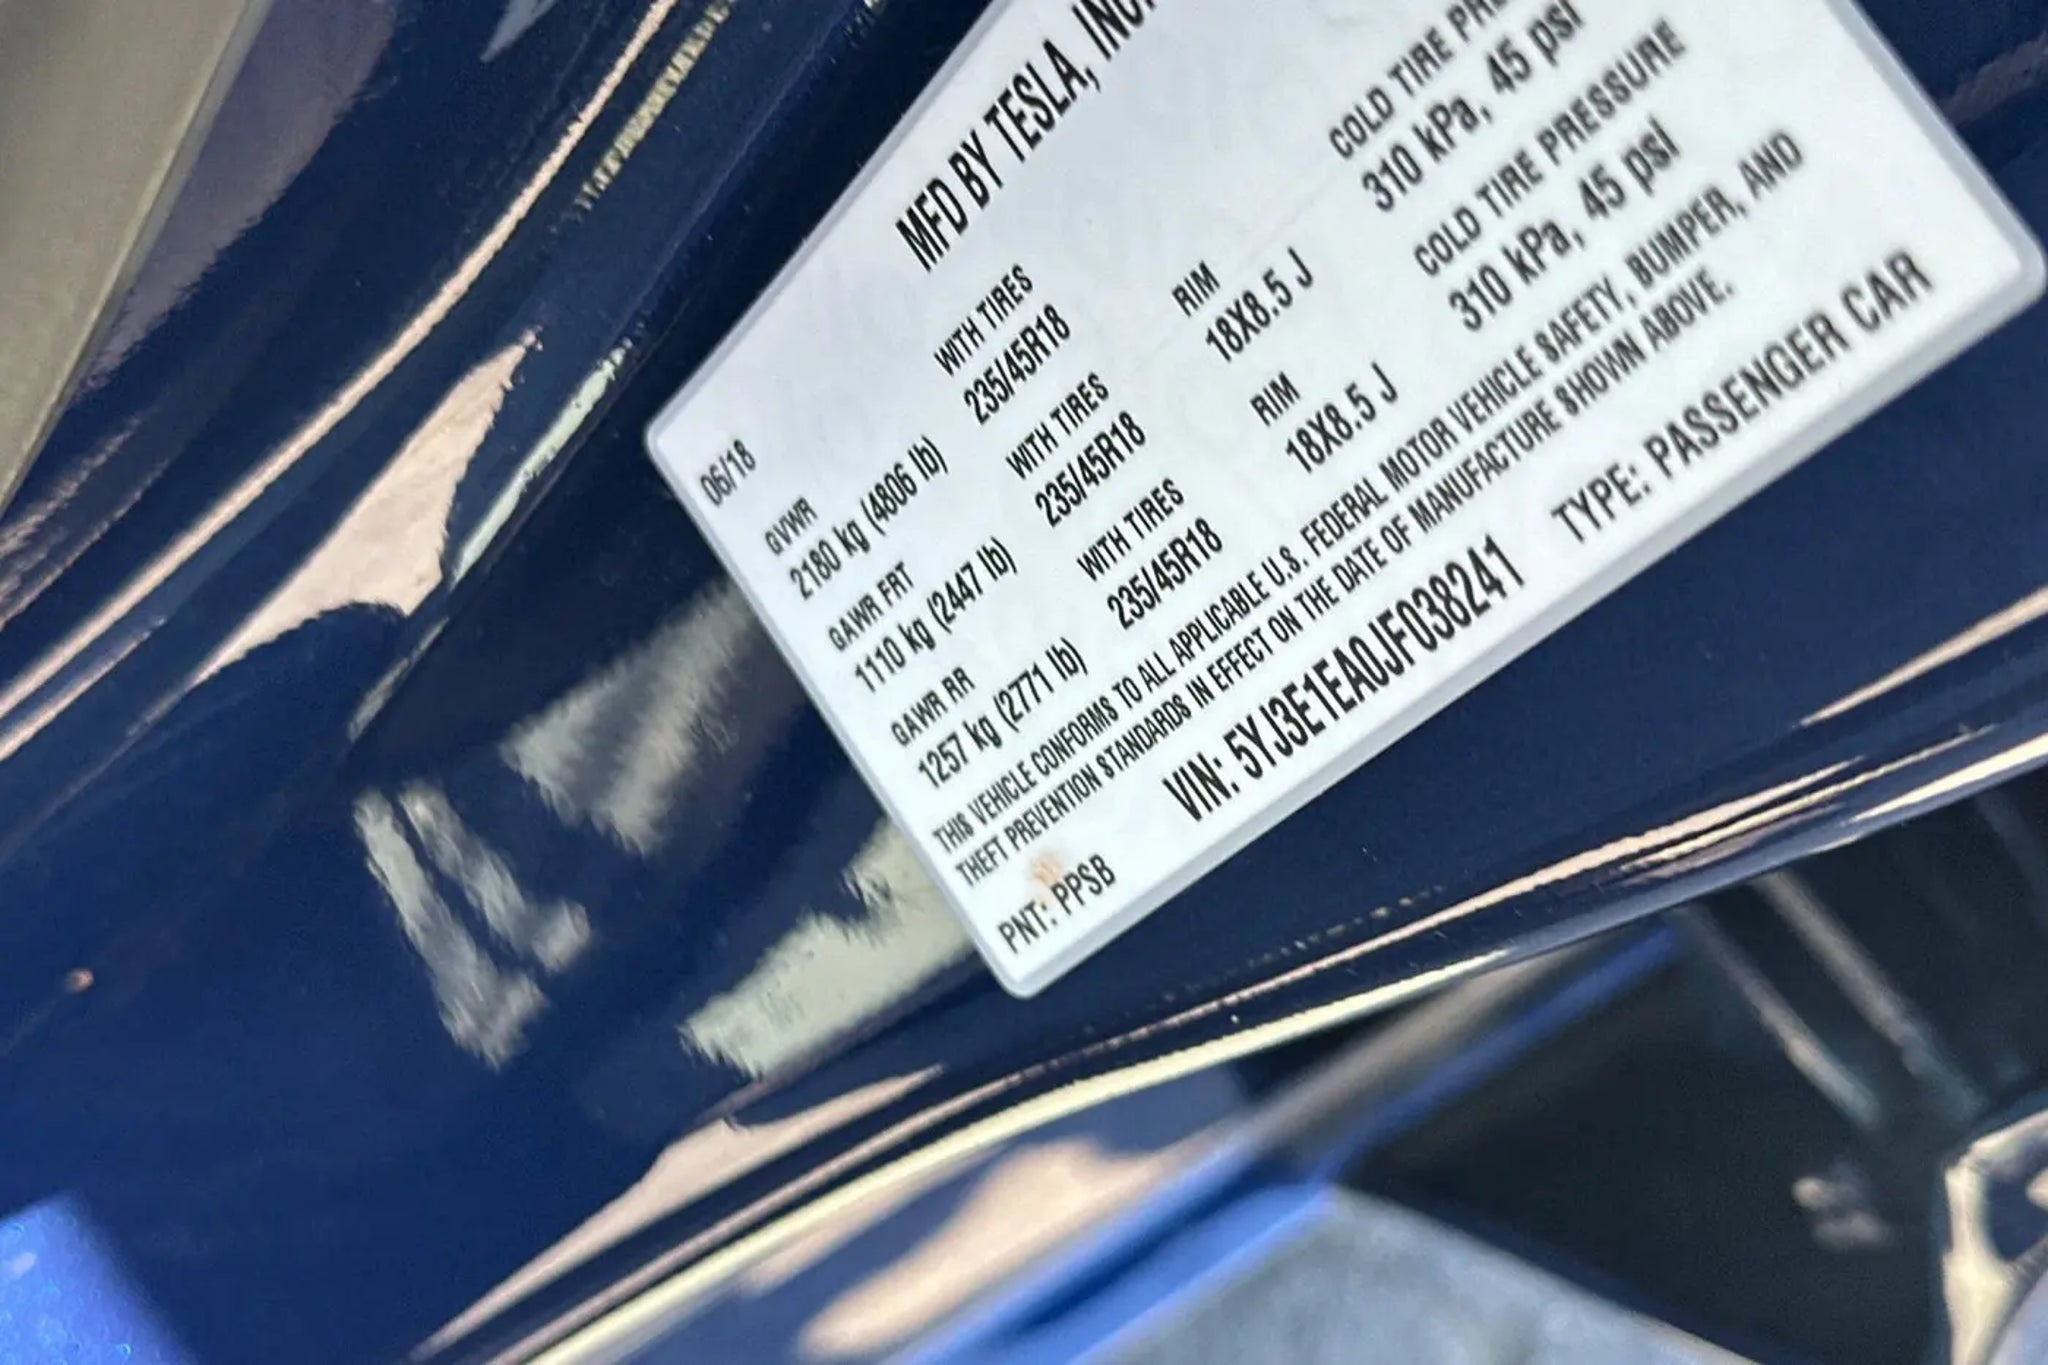 MFD BY TESLA, INC.
06/18
GVWR
2180 kg (4806 lb)
WITH TIRES
235/45R18
RIM
18X8.5 J
COLD TIRE
310 kPa, 45 psi
GAWR FRT
1110 kg (2447 lb)
WITH TIRES
235/45R18
RIM
18X8.5 J
COLD TIRE PRESSURE
310 kPa, 45 psi
GAWR RR
1257 kg (2771 lb)
WITH TIRES
235/45R18
THIS VEHICLE CONFORMS TO ALL APPLICABLE U.S. FEDERAL MOTOR VEHICLE SAFETY, BUMPER, AND
THEFT PREVENTION STANDARDS IN EFFECT ON THE DATE OF MANUFACTURE SHOWN ABOVE.
PNT: PPSB
VIN: 5YJ3E1EA0JF038241
TYPE: PASSENGER CAR